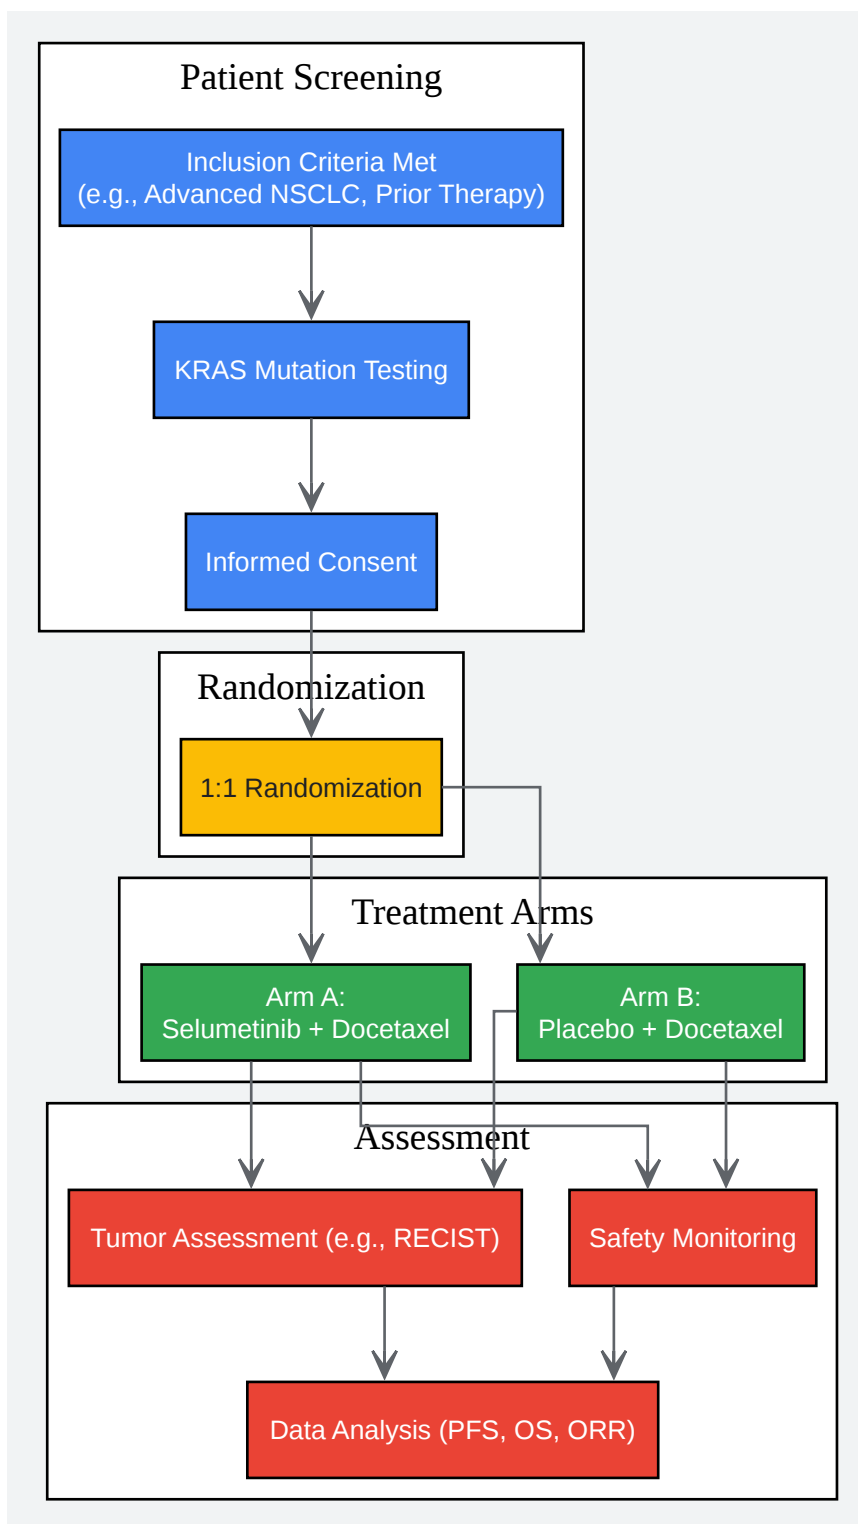 Patient Screening
Inclusion Criteria Met
(e.g., Advanced NSCLC, Prior Therapy)
KRAS Mutation Testing
Informed Consent
Randomization
1:1 Randomization
Treatment Arms
Arm A:
Selumetinib + Docetaxel
Arm B:
Placebo + Docetaxel
Assessment
Tumor Assessment (e.g., RECIST)
Safety Monitoring
Data Analysis (PFS, OS, ORR)